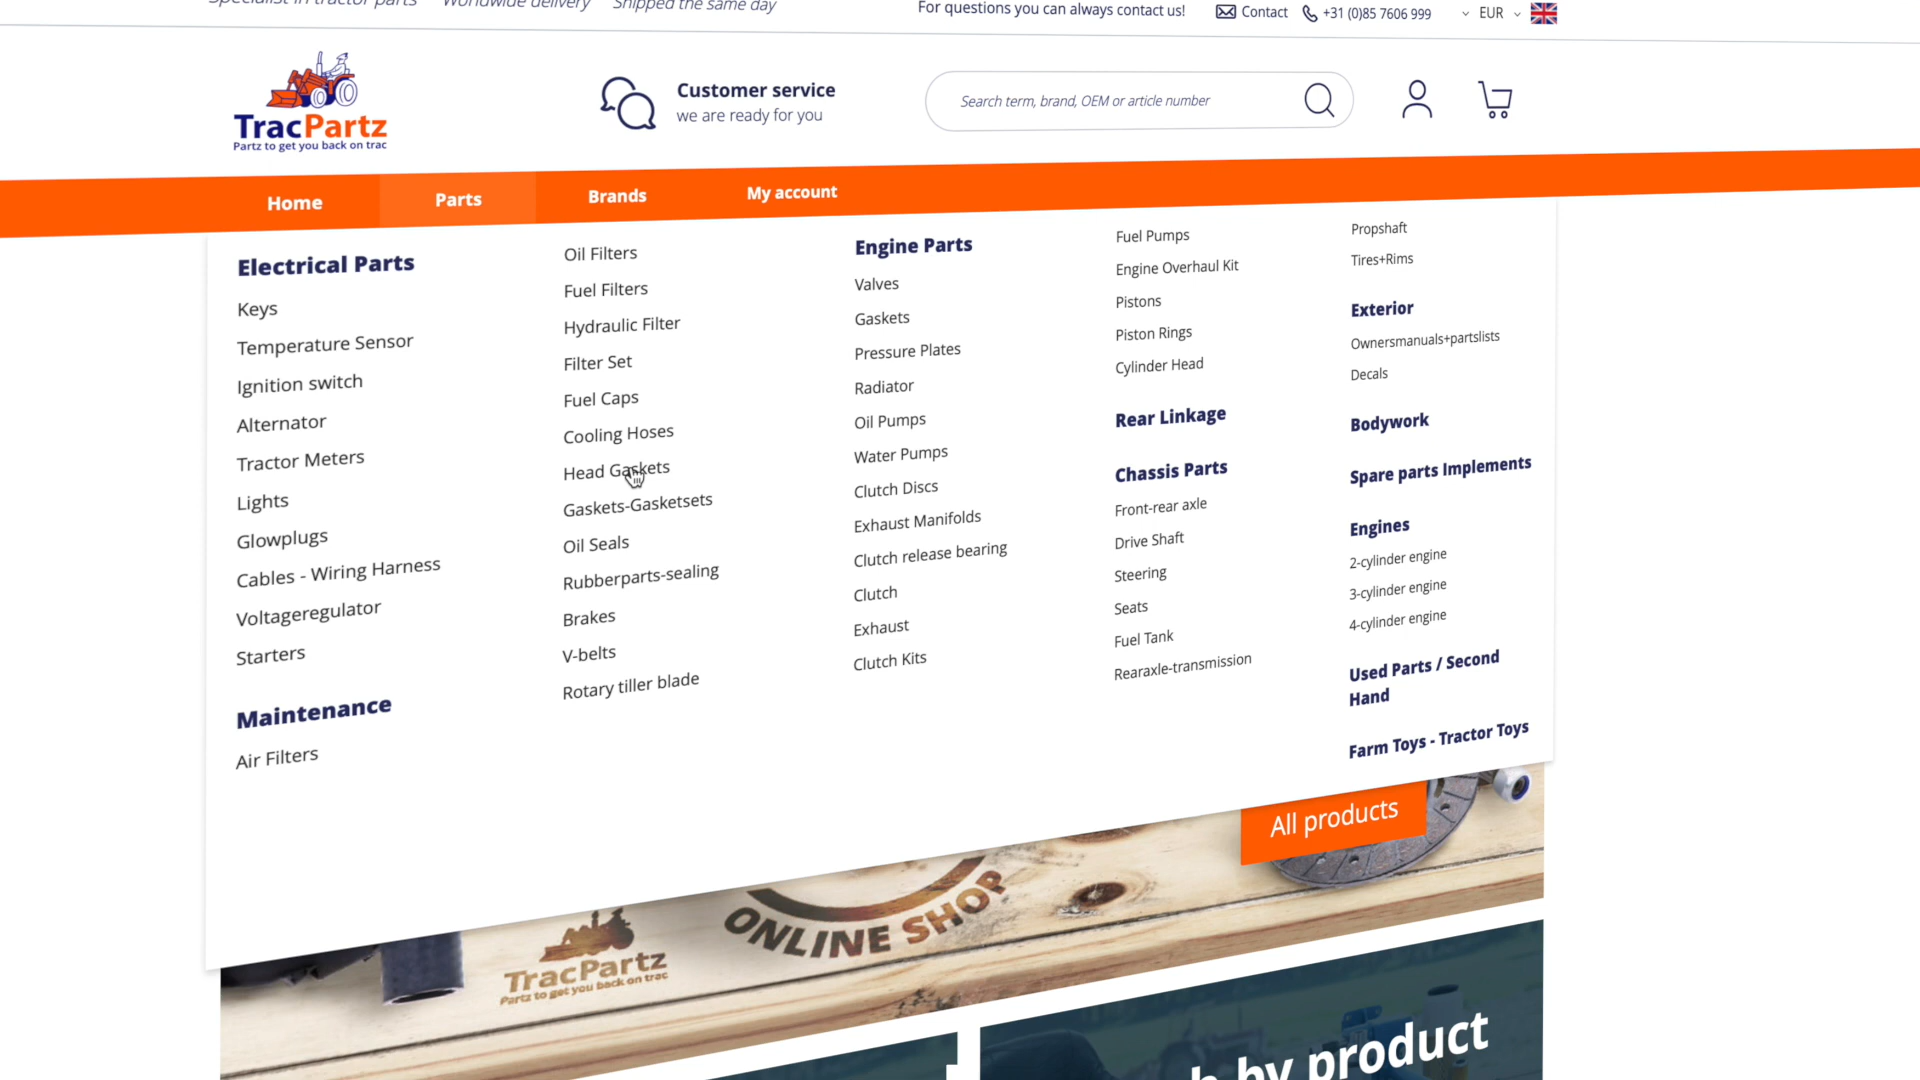 Specialist in tractor parts Worldwide delivery Shipped the same day
For questions you can always contact us! Contact +31 (0)85 7606 999 EUR
TracPartz
Partz to get you back on trac
Customer service
we are ready for you
Search term, brand, OEM or article number
Home Parts Brands My account
Electrical Parts
Keys
Temperature Sensor
Ignition switch
Alternator
Tractor Meters
Lights
Glowplugs
Cables - Wiring Harness
Voltageregulator
Starters
Maintenance
Air Filters
Oil Filters
Fuel Filters
Hydraulic Filter
Filter Set
Fuel Caps
Cooling Hoses
Head Gaskets
Gaskets-Gasketsets
Oil Seals
Rubberparts-sealing
Brakes
V-belts
Rotary tiller blade
Engine Parts
Valves
Gaskets
Pressure Plates
Radiator
Oil Pumps
Water Pumps
Clutch Discs
Exhaust Manifolds
Clutch release bearing
Clutch
Exhaust
Clutch Kits
Fuel Pumps
Engine Overhaul Kit
Pistons
Piston Rings
Cylinder Head
Rear Linkage
Chassis Parts
Front-rear axle
Drive Shaft
Steering
Seats
Fuel Tank
Rearaxle-transmission
Propshaft
Tires+Rims
Exterior
Ownersmanuals+partslists
Decals
Bodywork
Spare parts Implements
Engines
2-cylinder engine
3-cylinder engine
4-cylinder engine
Used Parts / Second
Hand
Farm Toys - Tractor Toys
All products
ONLINE SHOP
TracPartz
Partz to get you back on trac
by product